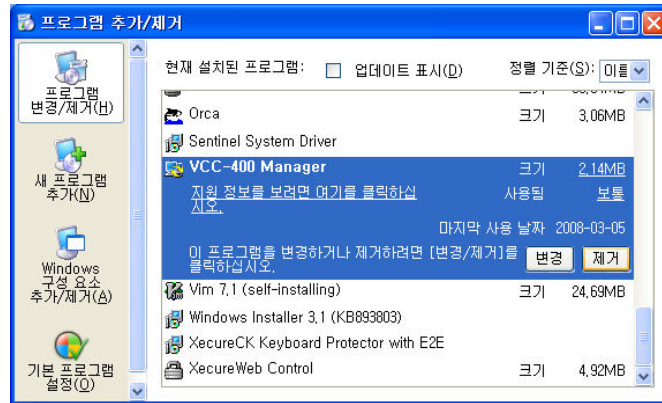 프로그램 추가/제거
프로그램
변경/제거(H)
새 프로그램
추가(N)
Windows
구성 요소
추가/제거(A)
기본 프로그램
설정(O)
현재 설치된 프로그램: 업데이트 표시(D) 정렬 기준(S): 이름
Orca 크기 3.06MB
Sentinel System Driver
VCC-400 Manager 크기 2.14MB
지원 정보를 보려면 여기를 클릭하십 사용됨 보통
시오.
마지막 사용 날짜 2008-03-05
이 프로그램을 변경하거나 제거하려면 [변경/제거]를 변경 제거
클릭하십시오.
Vim 7.1 (self-installing) 크기 24.69MB
Windows Installer 3.1 (KB893803)
XecureCK Keyboard Protector with E2E
XecureWeb Control 크기 4.92MB